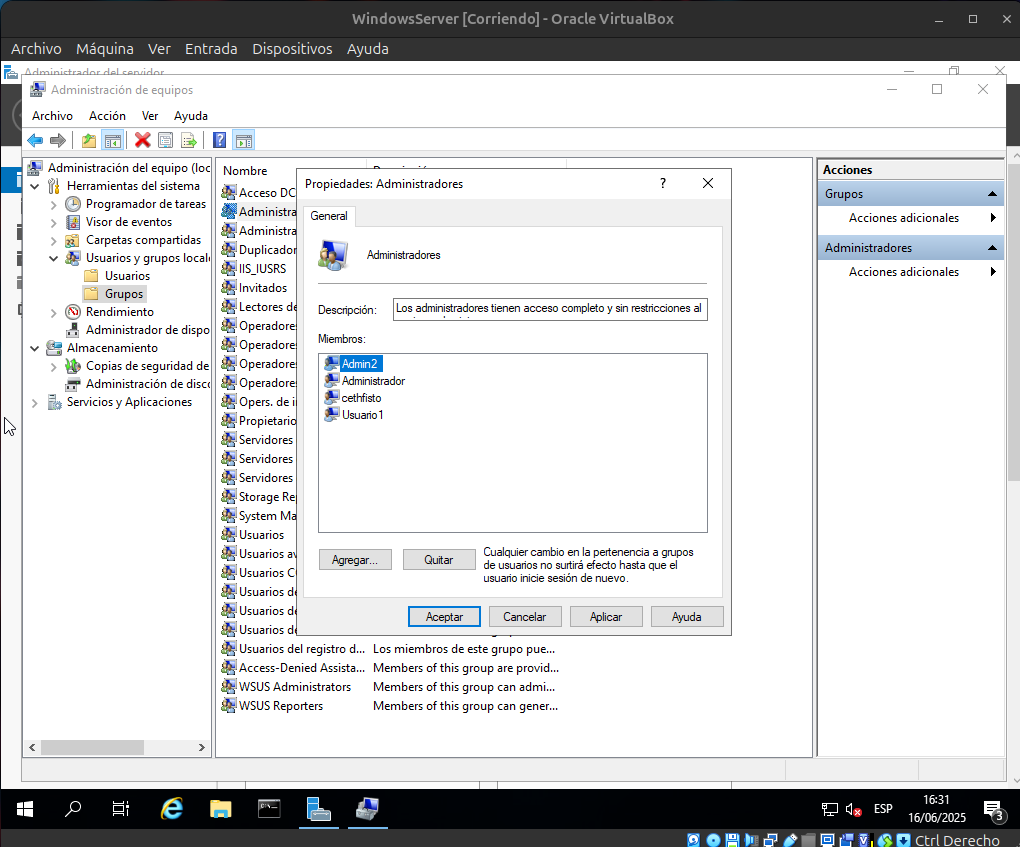 WindowsServer [Corriendo] - Oracle VirtualBox
Archivo Máquina Ver Entrada Dispositivos Ayuda
Administrador del servidor
Administración de equipos
Archivo Acción Ver Ayuda
Administración del equipo (loc
Herramientas del sistema
Programador de tareas
Visor de eventos
Carpetas compartidas
Usuarios y grupos locale
Usuarios
Grupos
Rendimiento
Administrador de dispo
Almacenamiento
Copias de seguridad de
Administración de disco
Servicios y Aplicaciones
Nombre
Acceso DC
Administra
Administra
Duplicador
IIS_IUSRS
Invitados
Lectores de
Operadores
Operadores
Operadores
Operadores
Opers. de i
Propietario
Servidores
Servidores
Servidores
Storage Re
System Ma
Usuarios
Usuarios av
Usuarios CO
Usuarios de
Usuarios de
Usuarios de
Usuarios del registro d... Los miembros de este grupo pue...
Access-Denied Assista... Members of this group are provid...
WSUS Administrators Members of this group can admi...
WSUS Reporters Members of this group can gener...
Propiedades: Administradores
?
General
Administradores
Descripción: Los administradores tienen acceso completo y sin restricciones al
Miembros:
Admin2
Administrador
cethfisto
Usuario1
Agregar... Quitar
Cualquier cambio en la pertenencia a grupos
de usuarios no surtirá efecto hasta que el
usuario inicie sesión de nuevo.
Aceptar Cancelar Aplicar Ayuda
Acciones
Grupos
Acciones adicionales
Administradores
Acciones adicionales
ESP
16:31
16/06/2025
3
Ctrl Derecho